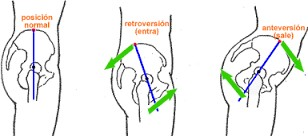 posición
normal
retroversión
(entra)
anteversión
(sale)